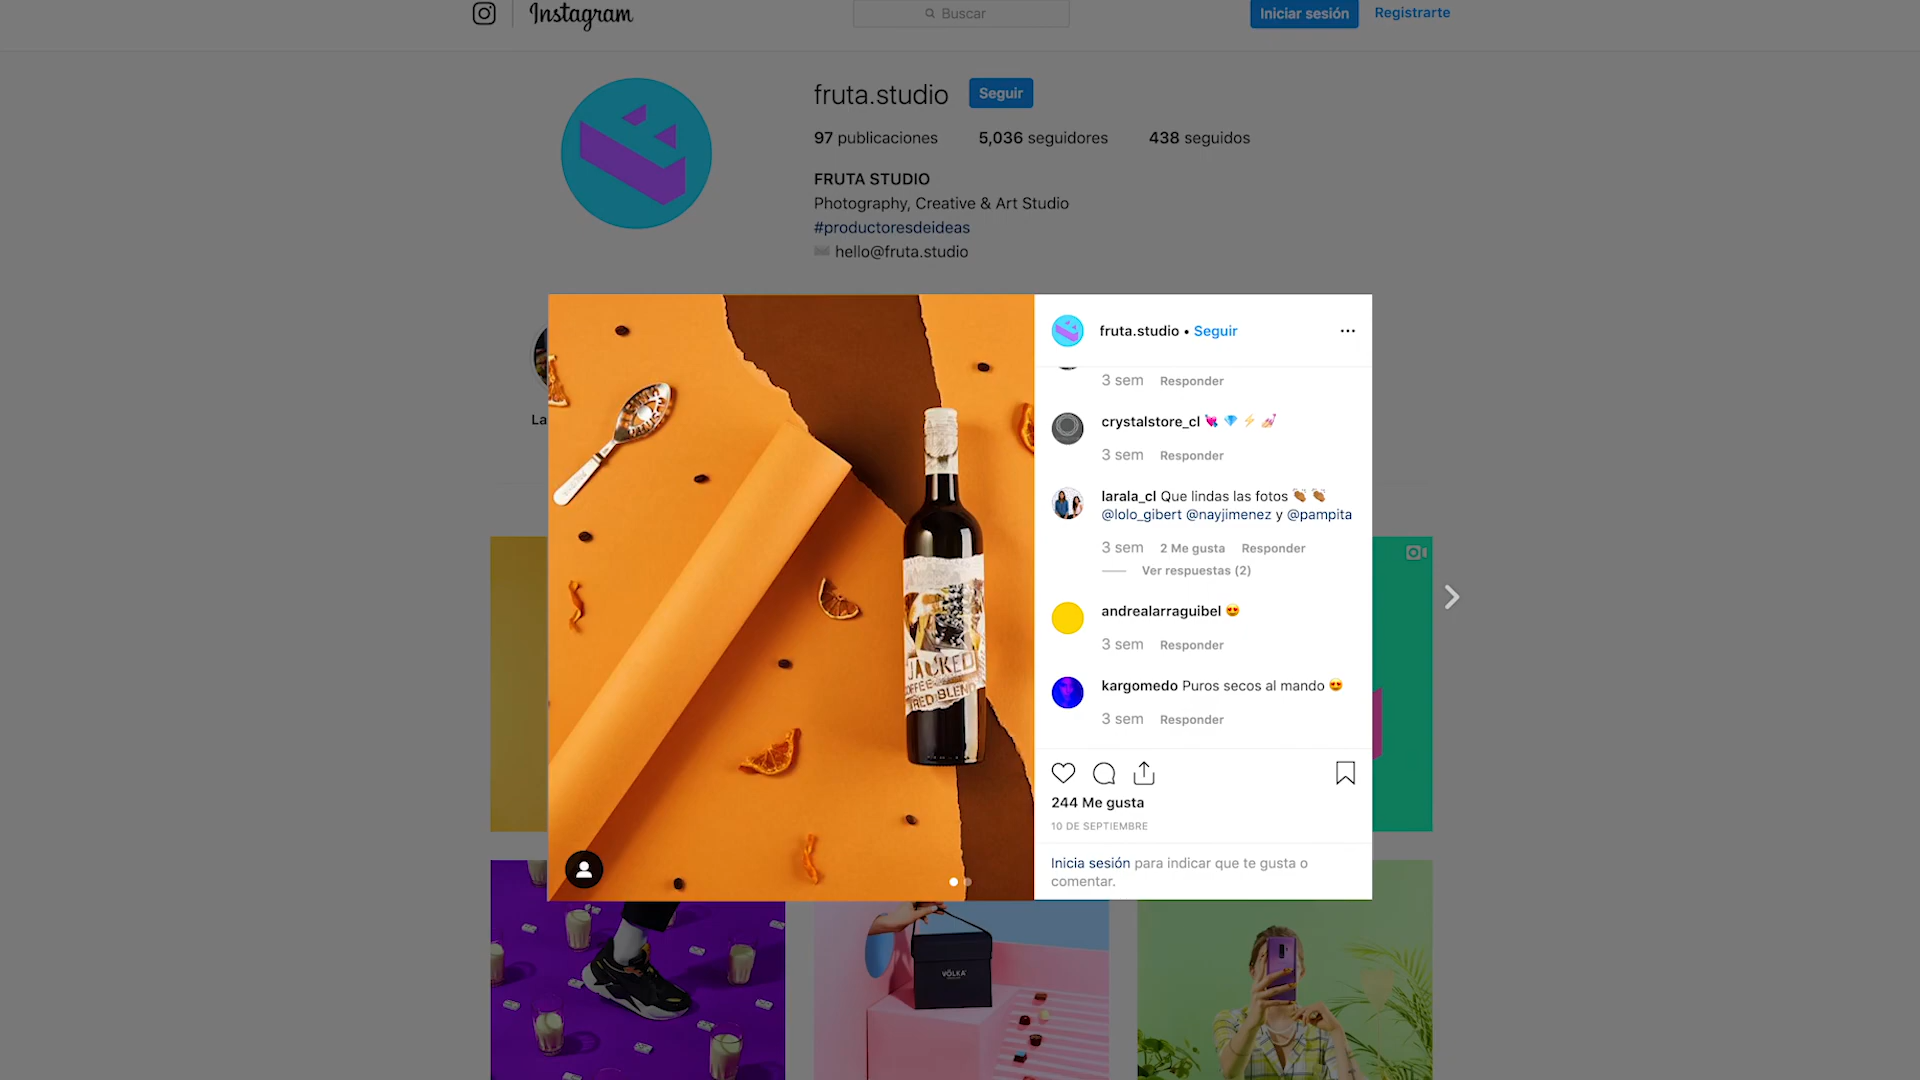 Instagram
Buscar
Iniciar sesión
Registrarte
fruta.studio
Seguir
97 publicaciones
5,036 seguidores
438 seguidos
FRUTA STUDIO
Photography, Creative & Art Studio
#productoresdeideas
hello@fruta.studio
La
fruta.studio • Seguir
3 sem Responder
crystalstore_cl 💘 💎 ⚡ 💅
3 sem Responder
larala_cl Que lindas las fotos 👏 👏
@lolo_gibert @nayjimenez y @pampita
3 sem 2 Me gusta Responder
Ver respuestas (2)
andrealarraguibel 😍
3 sem Responder
kargomedo Puros secos al mando 😍
3 sem Responder
244 Me gusta
10 DE SEPTIEMBRE
Inicia sesión para indicar que te gusta o
comentar.
JACKED
COFFEE
RED BLEND
VÖLKA